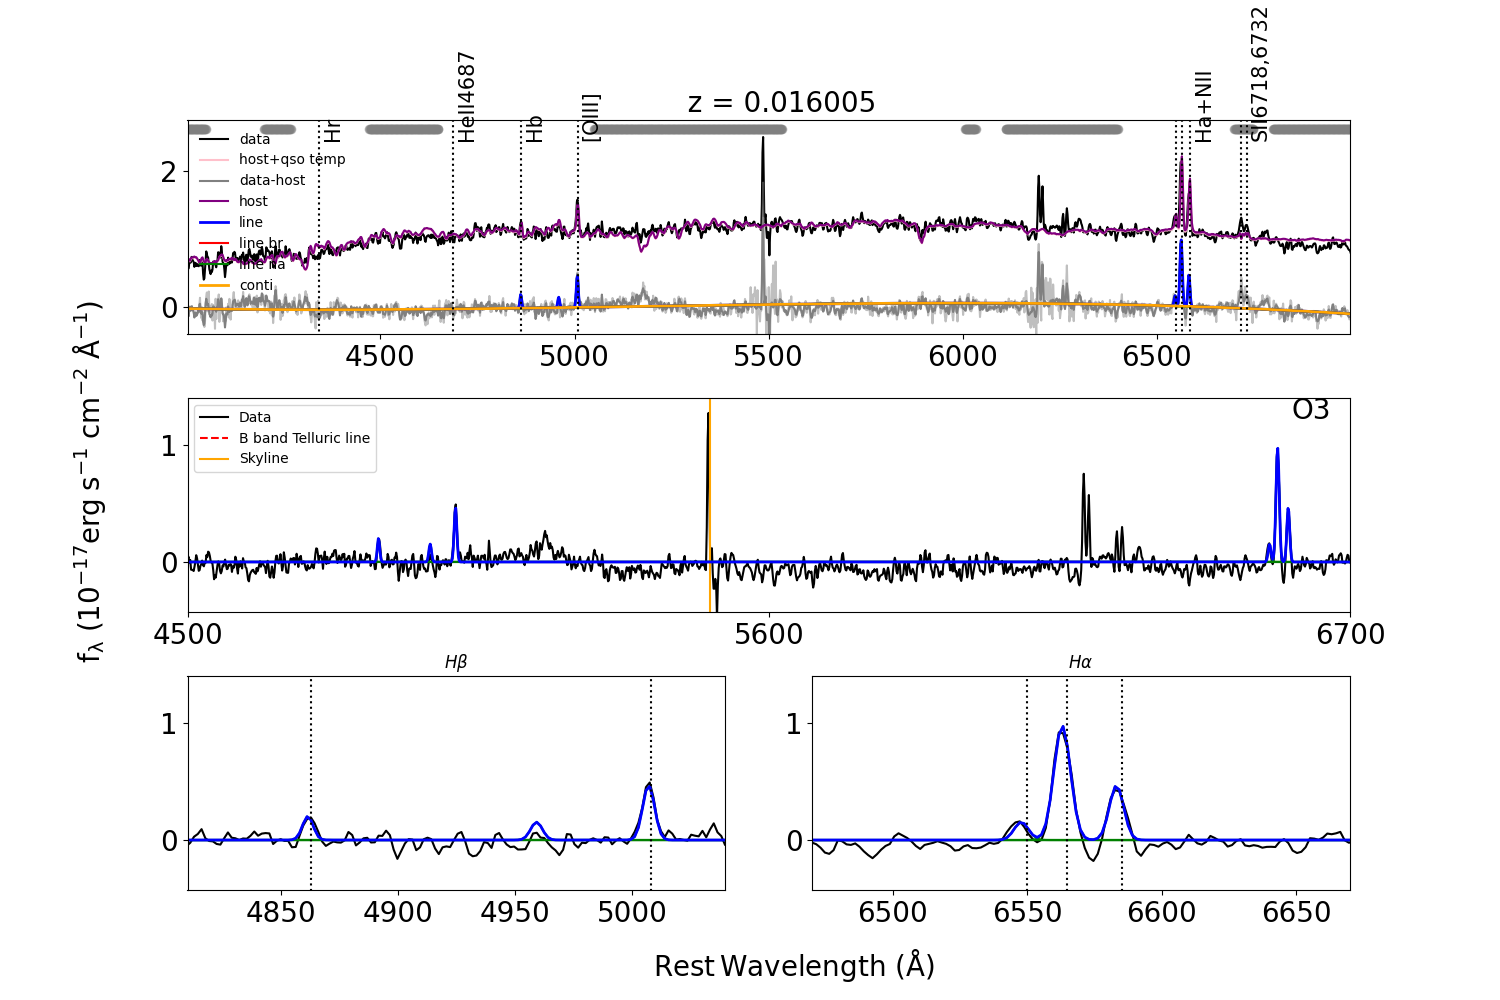 z = 0.016005
Hr
HeII4687
Hb
[OIII]
Ha+NII
SII6718,6732
data
host+qso temp
data-host
host
line
line br
line na
conti
2
0
4500
5000
5500
6000
6500
O3
Data
B band Telluric line
Skyline
1
0
4500
5600
6700
fλ (10⁻¹⁷erg s⁻¹ cm⁻² Å⁻¹)
Hβ
1
0
4850
4900
4950
5000
Hα
1
0
6500
6550
6600
6650
Rest Wavelength (Å)